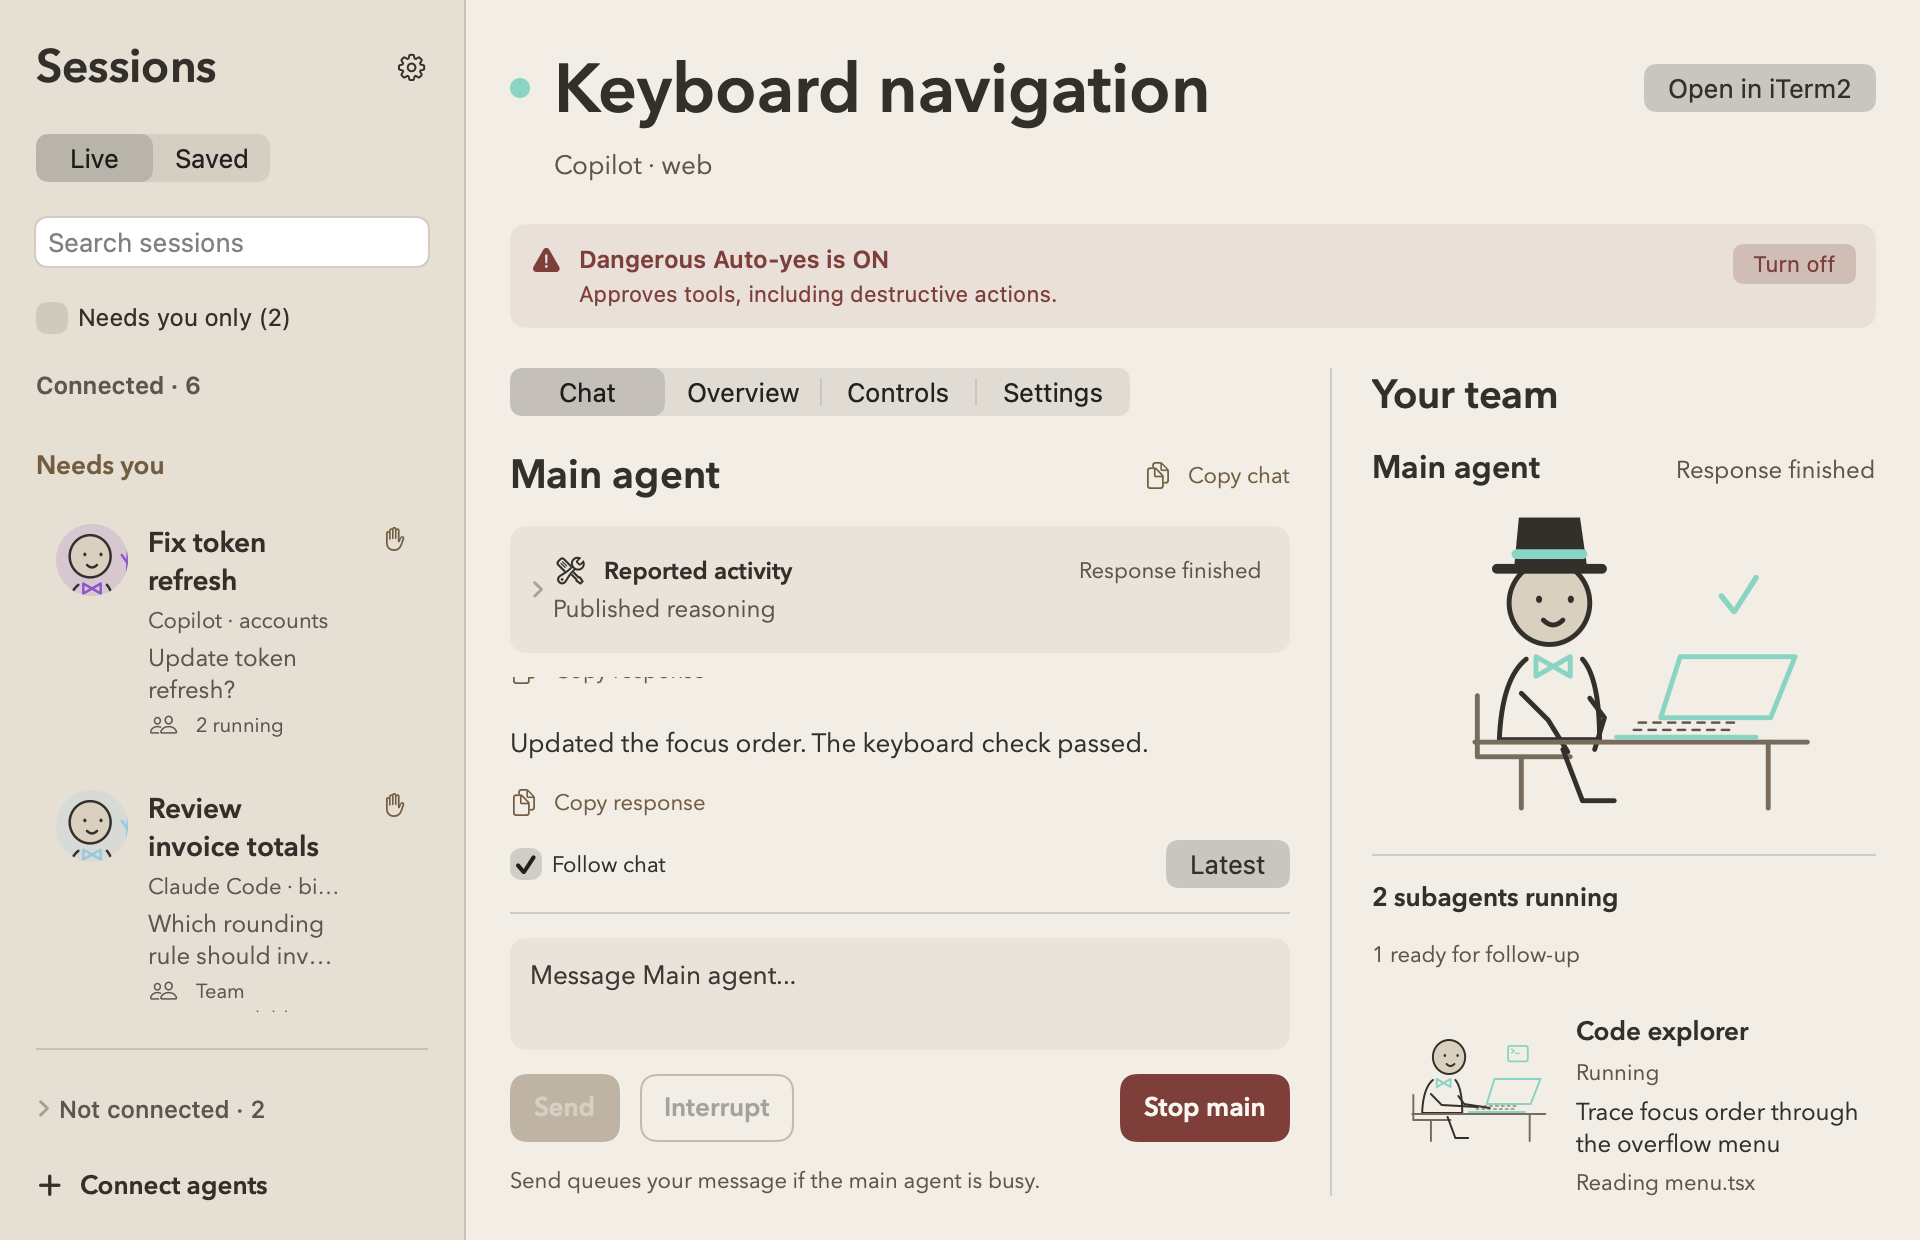 Sessions
Live
Saved
Search sessions
Needs you only (2)
Connected · 6
Needs you
Fix token
refresh
Copilot · accounts
Update token
refresh?
2 running
Review
invoice totals
Claude Code · bi...
Which rounding
rule should inv...
Team
Not connected · 2
+ Connect agents
Keyboard navigation
Open in iTerm2
Copilot · web
Dangerous Auto-yes is ON
Approves tools, including destructive actions.
Turn off
Chat
Overview
Controls
Settings
Main agent
Copy chat
Reported activity
Response finished
Published reasoning
Copy response
Updated the focus order. The keyboard check passed.
Copy response
Follow chat
Latest
Message Main agent...
Send
Interrupt
Stop main
Send queues your message if the main agent is busy.
Your team
Main agent
Response finished
2 subagents running
1 ready for follow-up
Code explorer
Running
Trace focus order through
the overflow menu
Reading menu.tsx